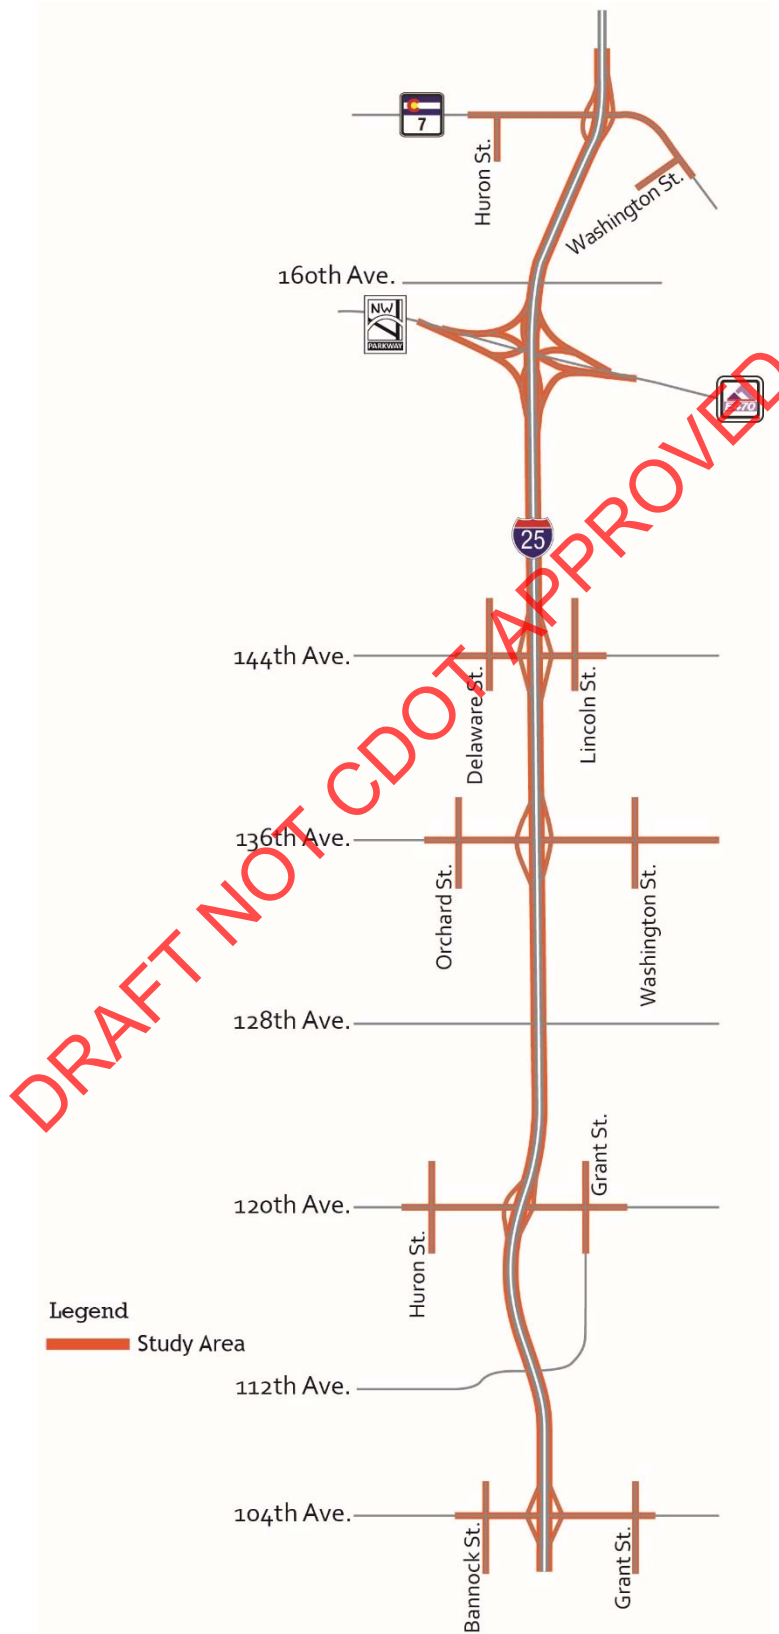 7
Huron St.
Washington St.
160th Ave.
NW
PARKWAY
25
144th Ave.
Delaware St.
Lincoln St.
136th Ave.
Orchard St.
Washington St.
128th Ave.
120th Ave.
Huron St.
Grant St.
Legend
Study Area
112th Ave.
104th Ave.
Bannock St.
Grant St.
DRAFT NOT CDOT APPROVED